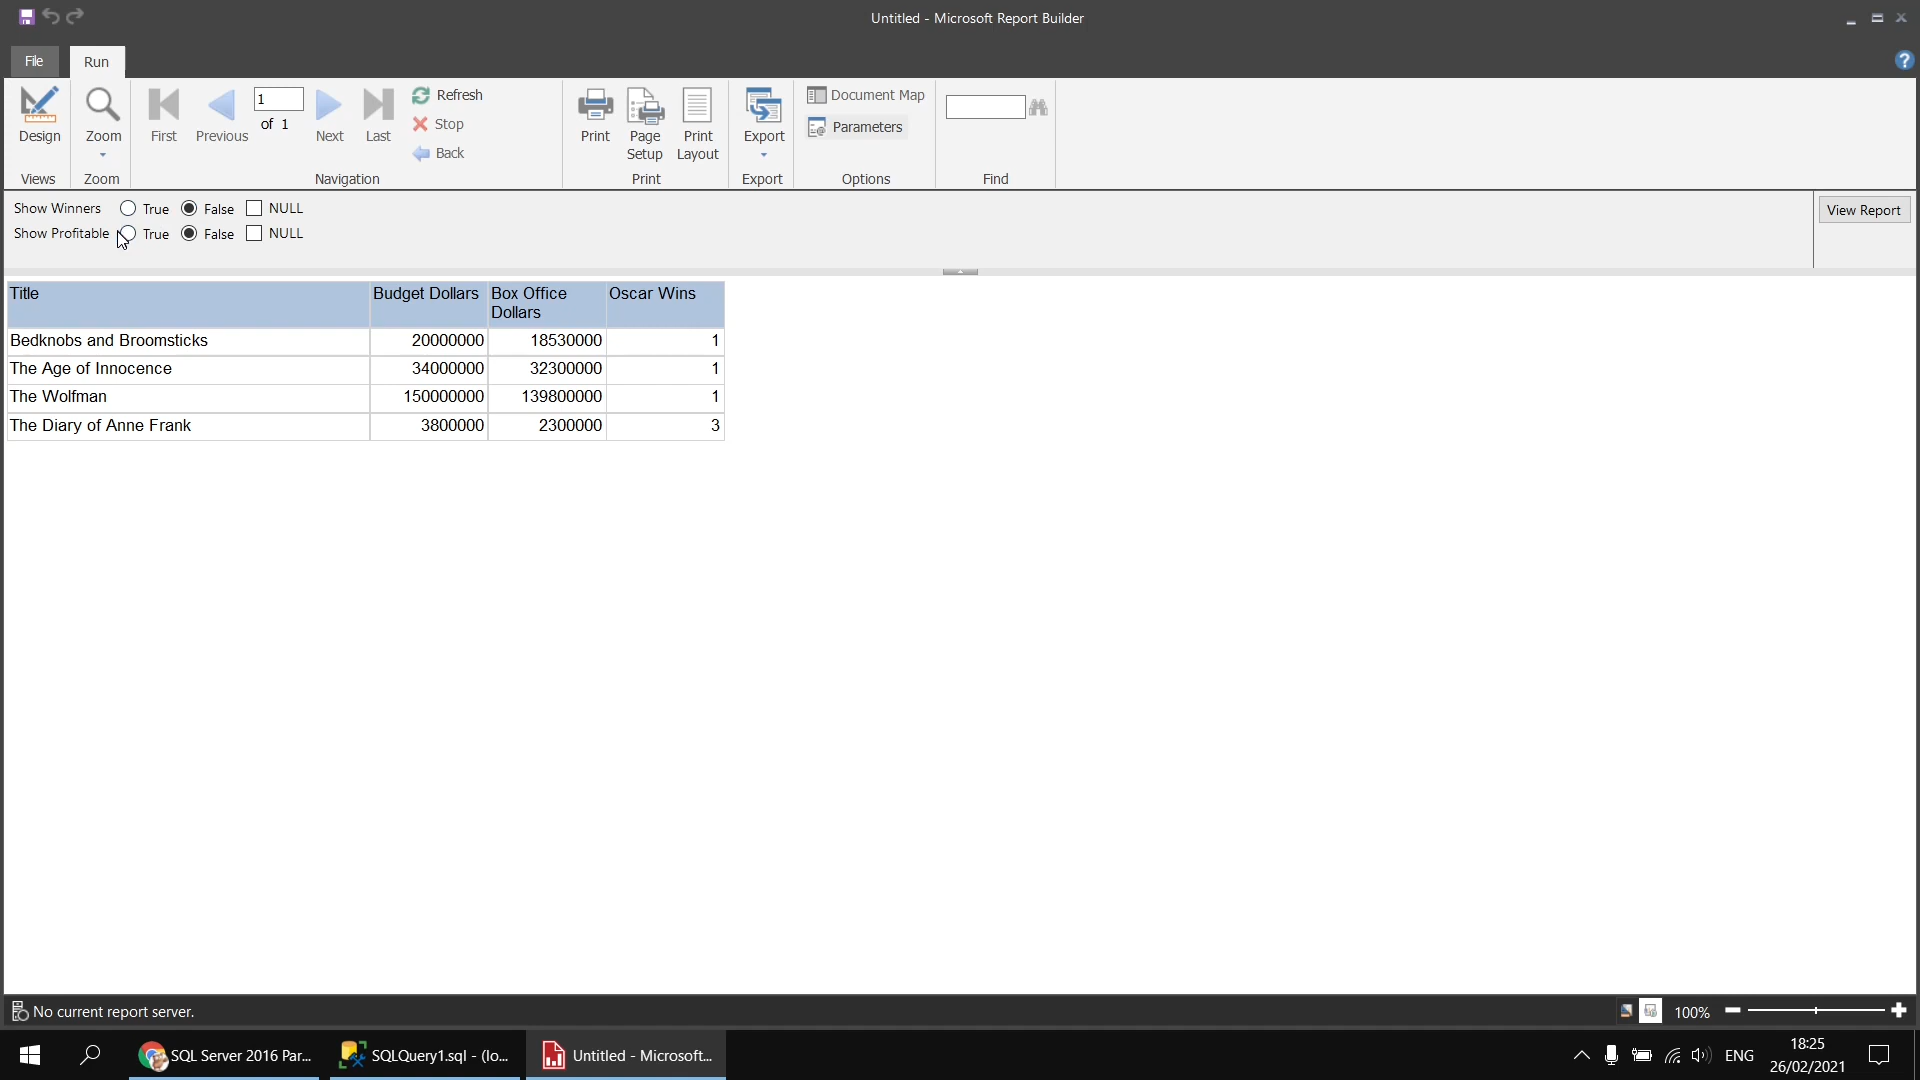 Untitled - Microsoft Report Builder
File
Run
?
Design
Zoom
First
Previous
1
of 1
Next
Last
Refresh
Stop
Back
Print
Page Setup
Print Layout
Export
Document Map
Parameters
Views
Zoom
Navigation
Print
Export
Options
Find
Show Winners True False NULL
Show Profitable True False NULL
View Report
Title Budget Dollars Box Office Dollars Oscar Wins
Bedknobs and Broomsticks 20000000 18530000 1
The Age of Innocence 34000000 32300000 1
The Wolfman 150000000 139800000 1
The Diary of Anne Frank 3800000 2300000 3
No current report server.
100%
SQL Server 2016 Par...
SQLQuery1.sql - (lo...
Untitled - Microsoft...
ENG
18:25
26/02/2021